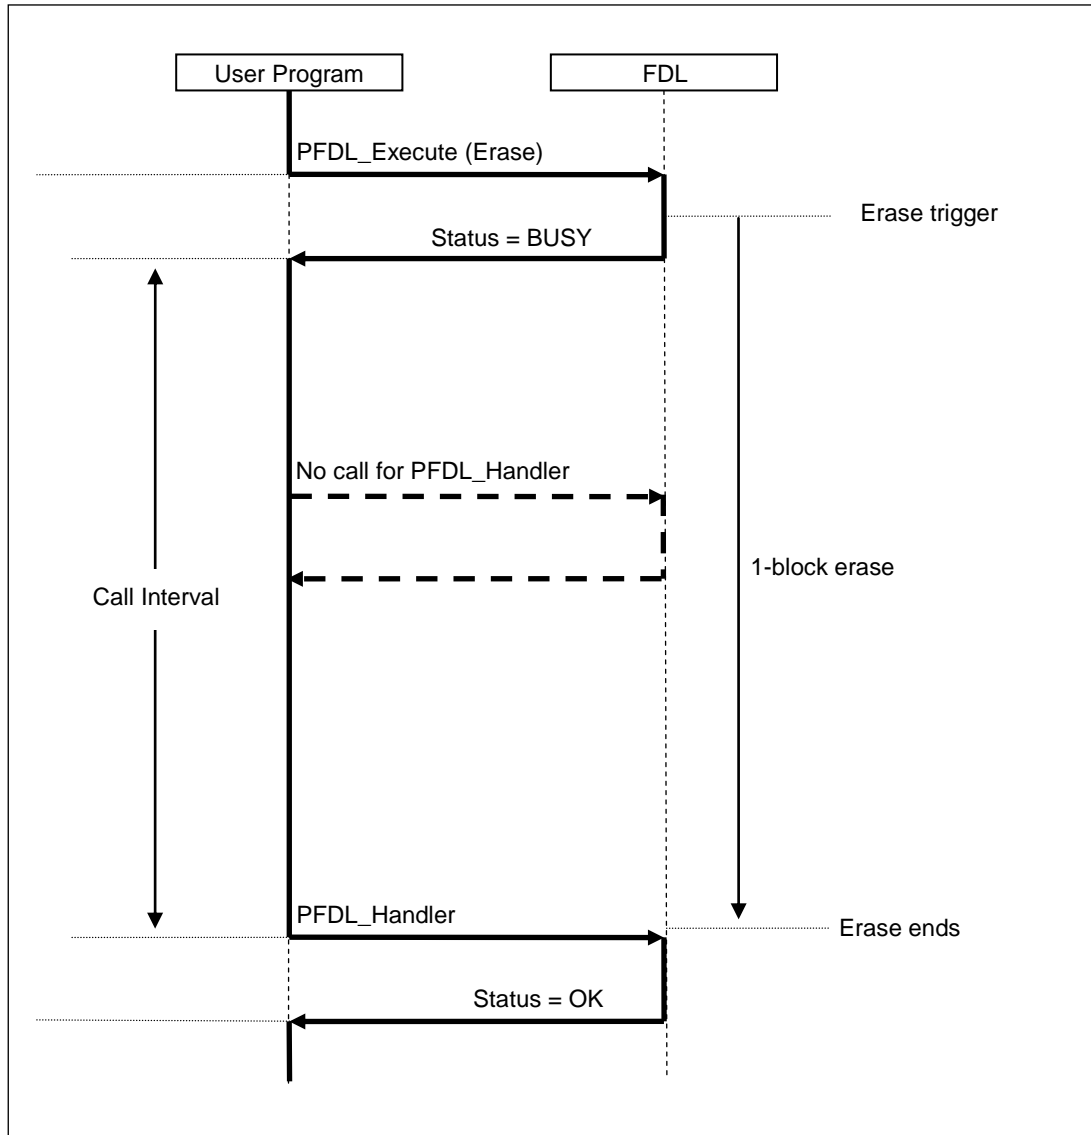 User Program
FDL
PFDL_Execute (Erase)
Erase trigger
Status = BUSY
No call for PFDL_Handler
1-block erase
Call Interval
PFDL_Handler
Erase ends
Status = OK